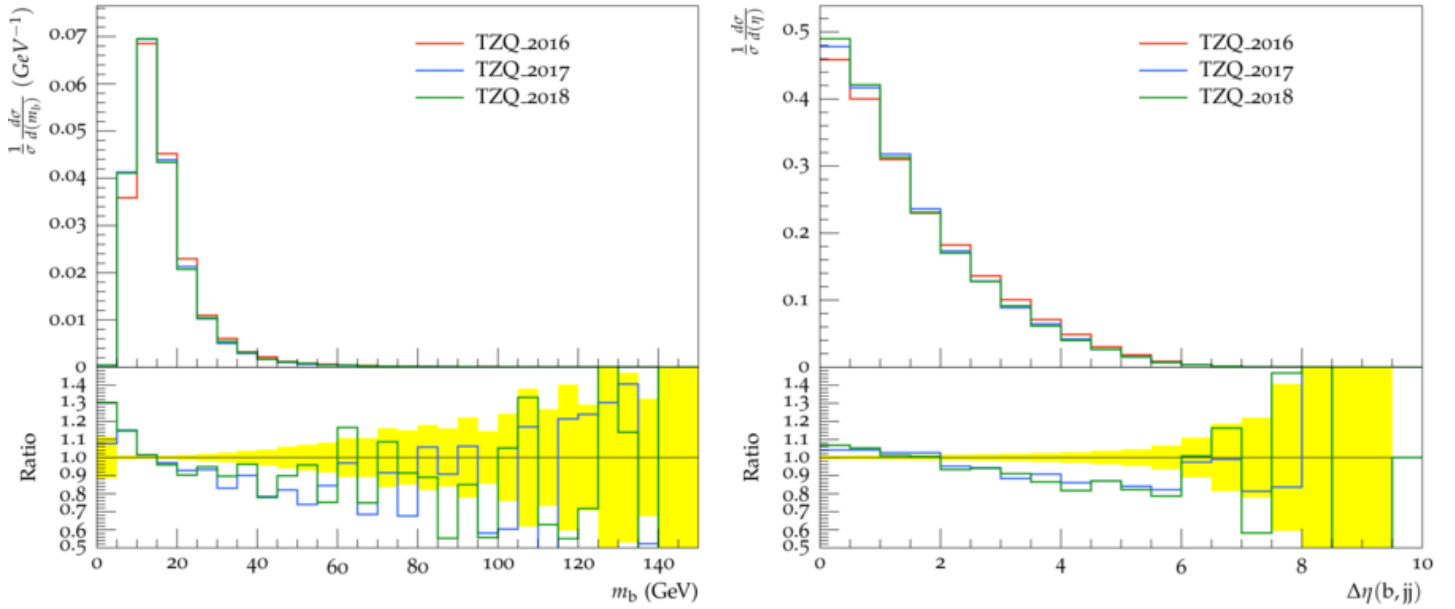 1/σ dσ/d(m_b) (GeV⁻¹)
0.07
0.06
0.05
0.04
0.03
0.02
0.01
0
TZQ_2016
TZQ_2017
TZQ_2018
Ratio
1.4
1.3
1.2
1.1
1.0
0.9
0.8
0.7
0.6
0.5
0 20 40 60 80 100 120 140
m_b (GeV)
1/σ dσ/d(η)
0.5
0.4
0.3
0.2
0.1
0
TZQ_2016
TZQ_2017
TZQ_2018
Ratio
1.4
1.3
1.2
1.1
1.0
0.9
0.8
0.7
0.6
0.5
0 2 4 6 8 10
Δη(b, jj)